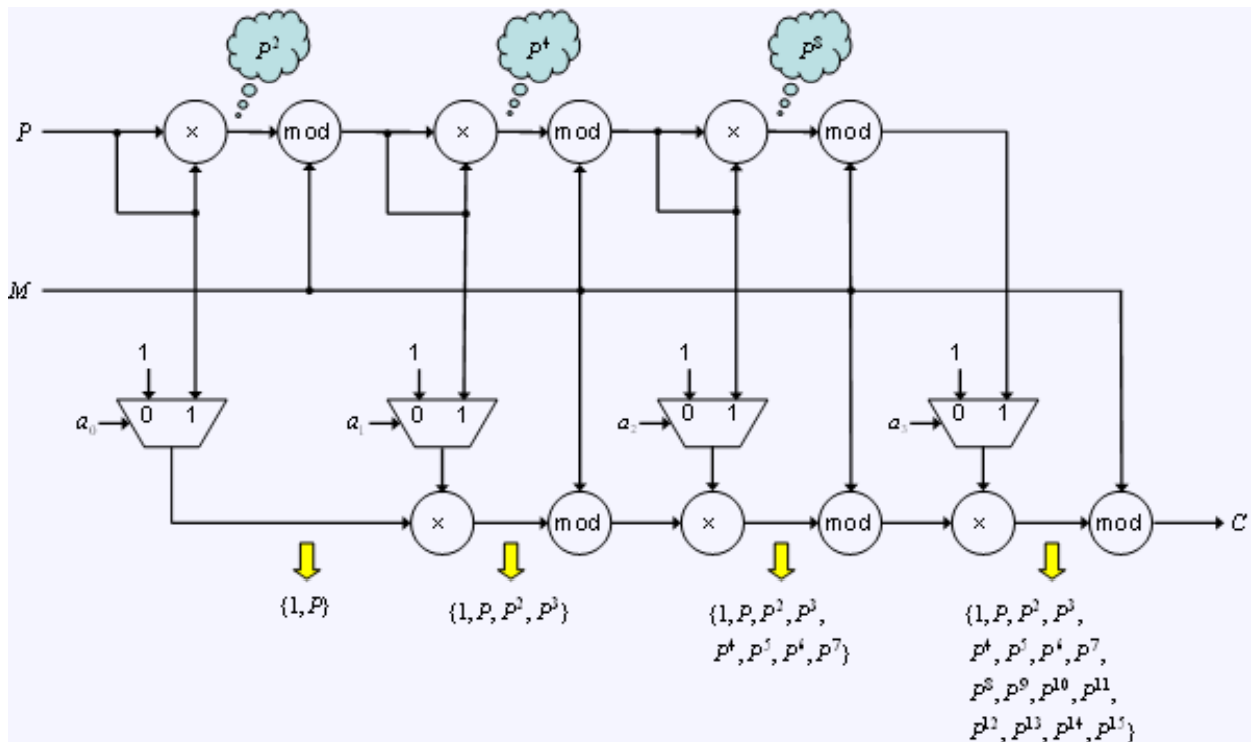 P² P⁴ P⁸
P × mod × mod × mod
M
1 1 1 1
a₀ 0 1 a₁ 0 1 a₂ 0 1 a₃ 0 1
× mod × mod × mod C
{1, P} {1, P, P², P³} {1, P, P², P³, {1, P, P², P³,
P⁴, P⁵, P⁶, P⁷} P⁴, P⁵, P⁶, P⁷,
P⁸, P⁹, P¹⁰, P¹¹,
P¹², P¹³, P¹⁴, P¹⁵}